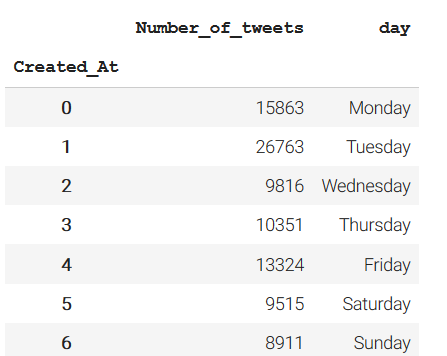 Number_of_tweets day
Created_At
0 15863 Monday
1 26763 Tuesday
2 9816 Wednesday
3 10351 Thursday
4 13324 Friday
5 9515 Saturday
6 8911 Sunday